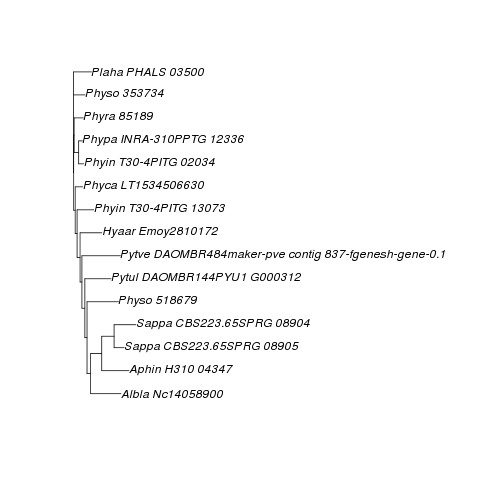 Plaha PHALS 03500
Physo 353734
Phyra 85189
Phypa INRA-310PPTG 12336
Phyin T30-4PITG 02034
Phyca LT1534506630
Phyin T30-4PITG 13073
Hyaar Emoy2810172
Pytve DAOMBR484maker-pve contig 837-fgenesh-gene-0.1
Pytul DAOMBR144PYU1 G000312
Physo 518679
Sappa CBS223.65SPRG 08904
Sappa CBS223.65SPRG 08905
Aphin H310 04347
Albla Nc14058900